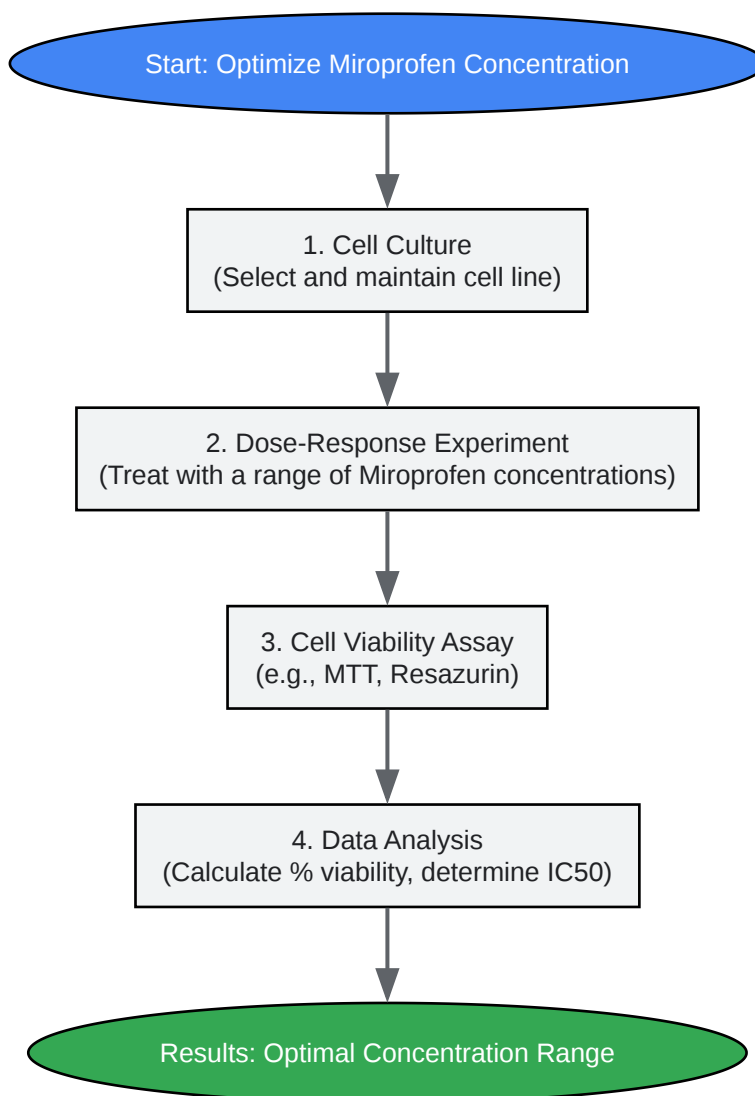 Start: Optimize Miroprofen Concentration
1. Cell Culture
(Select and maintain cell line)
2. Dose-Response Experiment
(Treat with a range of Miroprofen concentrations)
3. Cell Viability Assay
(e.g., MTT, Resazurin)
4. Data Analysis
(Calculate % viability, determine IC50)
Results: Optimal Concentration Range